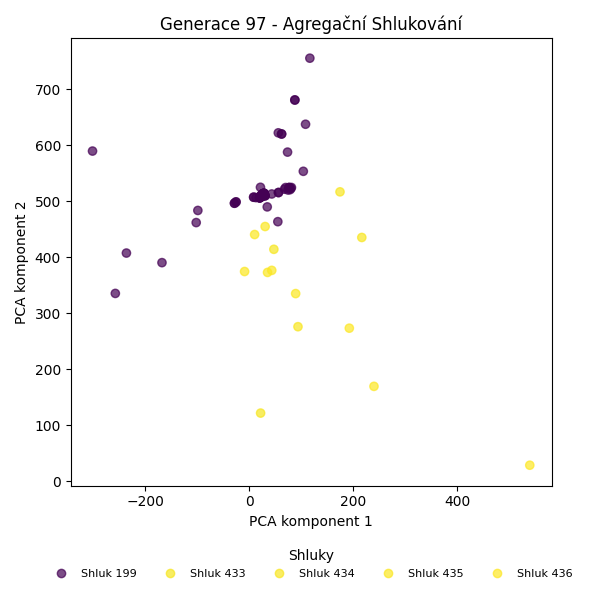 Generace 97 - Agregační Shlukování
PCA komponent 2
700
600
500
400
300
200
100
0
−200
0
200
400
PCA komponent 1
Shluky
Shluk 199
Shluk 433
Shluk 434
Shluk 435
Shluk 436